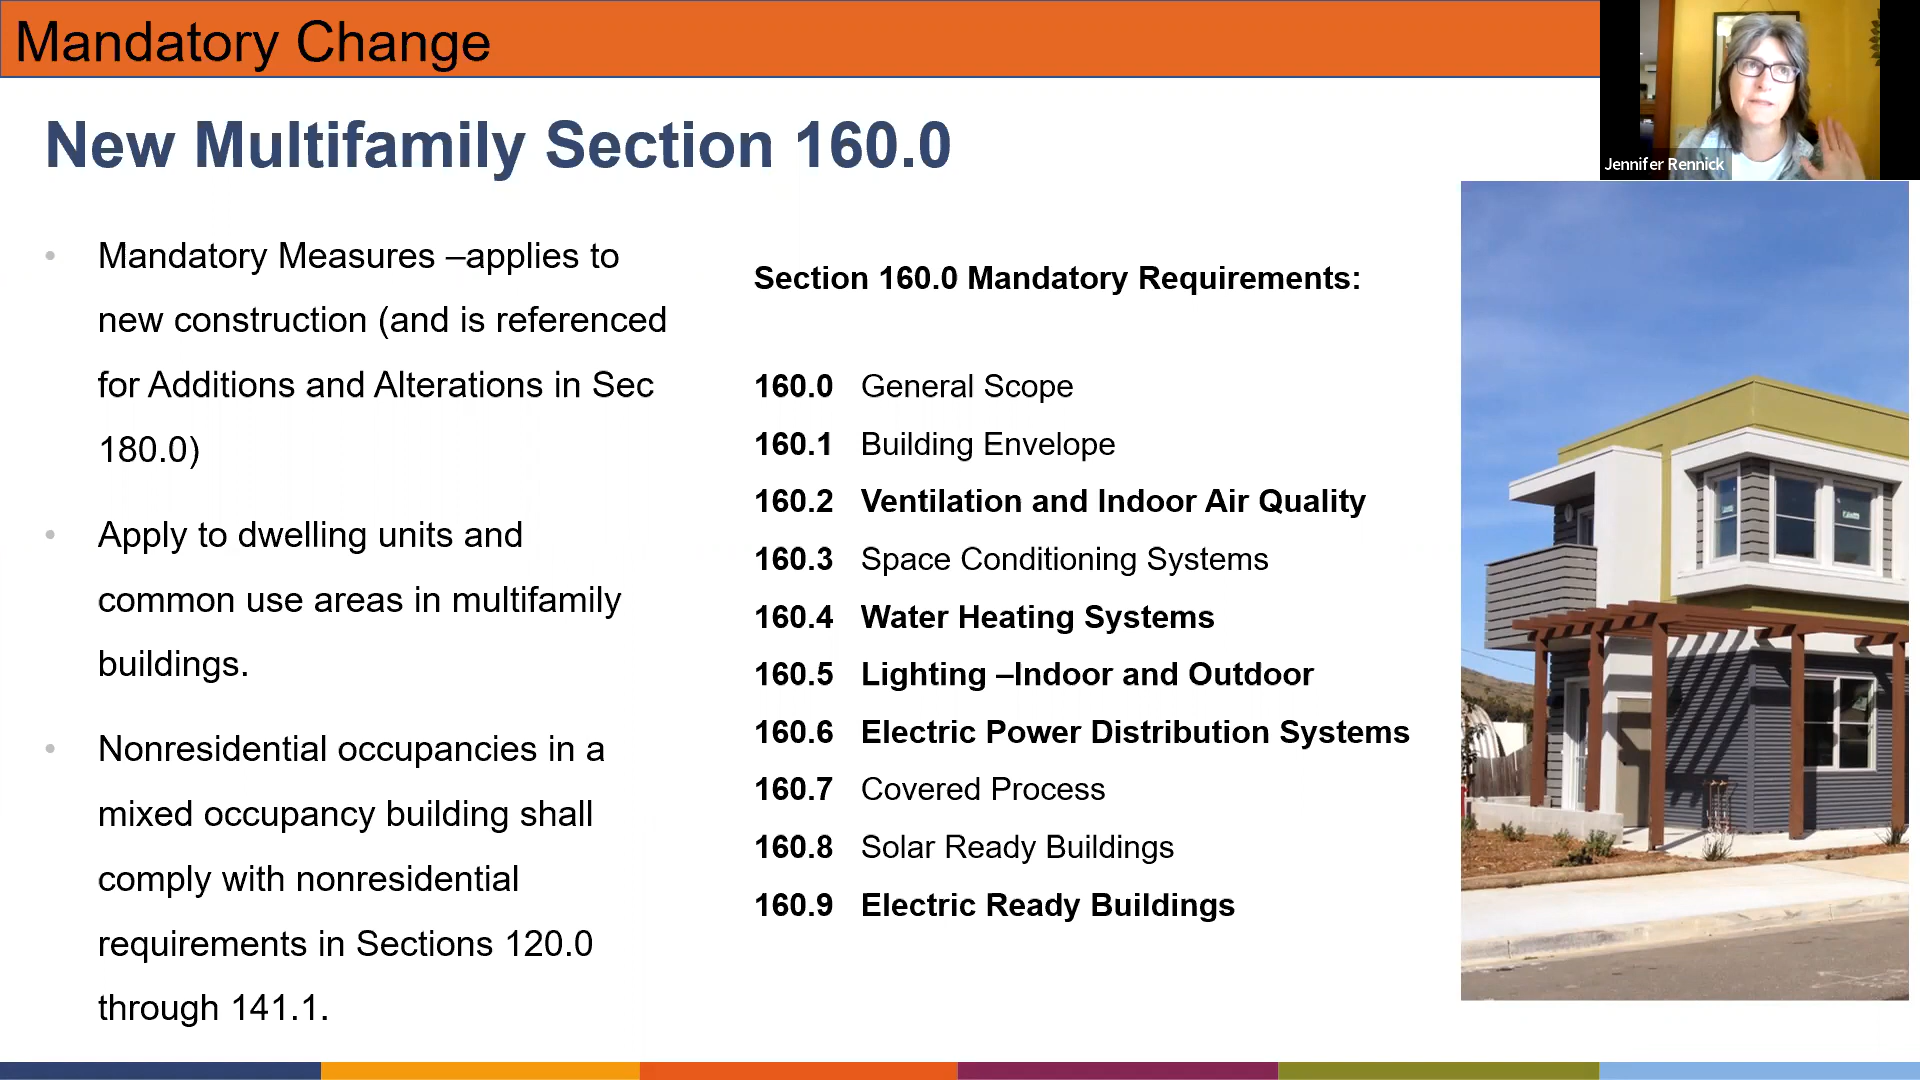 Mandatory Change
Jennifer Rennick
New Multifamily Section 160.0
• Mandatory Measures –applies to
new construction (and is referenced
for Additions and Alterations in Sec
180.0)
• Apply to dwelling units and
common use areas in multifamily
buildings.
• Nonresidential occupancies in a
mixed occupancy building shall
comply with nonresidential
requirements in Sections 120.0
through 141.1.
Section 160.0 Mandatory Requirements:
160.0 General Scope
160.1 Building Envelope
160.2 Ventilation and Indoor Air Quality
160.3 Space Conditioning Systems
160.4 Water Heating Systems
160.5 Lighting –Indoor and Outdoor
160.6 Electric Power Distribution Systems
160.7 Covered Process
160.8 Solar Ready Buildings
160.9 Electric Ready Buildings